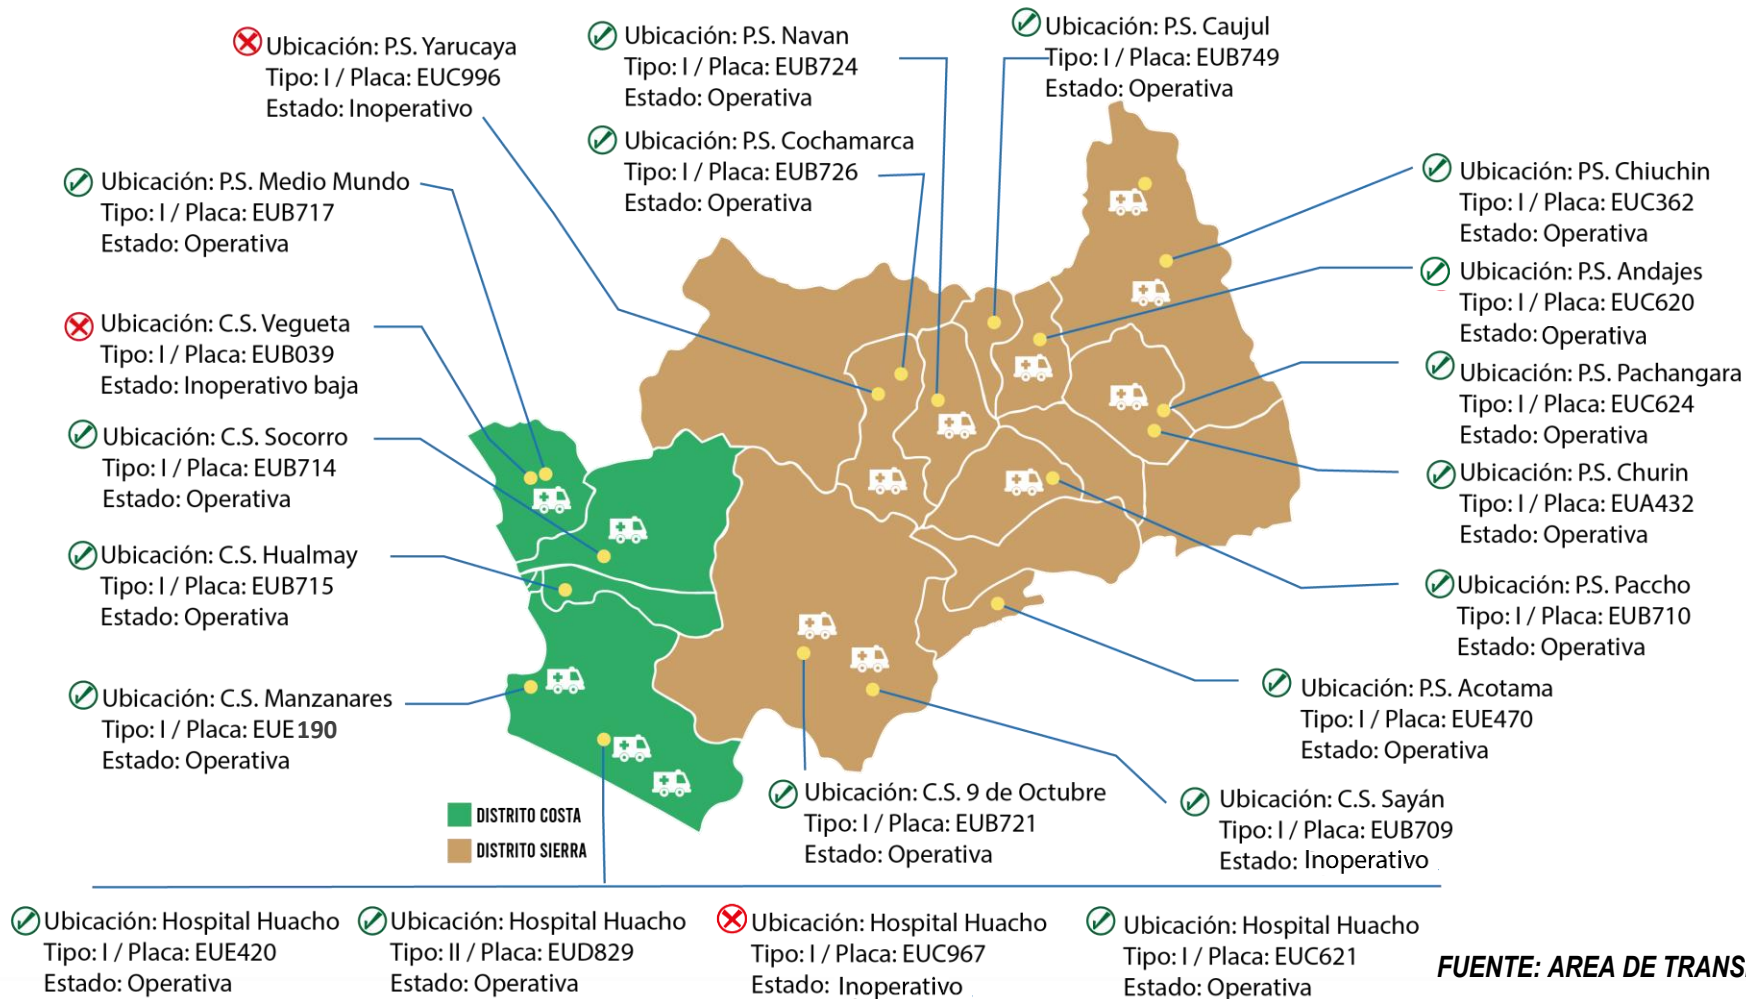 Ubicación: P.S. Yarucaya
Tipo: I / Placa: EUC996
Estado: Inoperativo
Ubicación: P.S. Navan
Tipo: I / Placa: EUB724
Estado: Operativa
Ubicación: P.S. Caujul
Tipo: I / Placa: EUB749
Estado: Operativa
Ubicación: P.S. Cochamarca
Tipo: I / Placa: EUB726
Estado: Operativa
Ubicación: P.S. Medio Mundo
Tipo: I / Placa: EUB717
Estado: Operativa
Ubicación: PS. Chiuchin
Tipo: I / Placa: EUC362
Estado: Operativa
Ubicación: P.S. Andajes
Tipo: I / Placa: EUC620
Estado: Operativa
Ubicación: C.S. Vegueta
Tipo: I / Placa: EUB039
Estado: Inoperativo baja
Ubicación: P.S. Pachangara
Tipo: I / Placa: EUC624
Estado: Operativa
Ubicación: C.S. Socorro
Tipo: I / Placa: EUB714
Estado: Operativa
Ubicación: P.S. Churin
Tipo: I / Placa: EUA432
Estado: Operativa
Ubicación: C.S. Hualmay
Tipo: I / Placa: EUB715
Estado: Operativa
Ubicación: P.S. Paccho
Tipo: I / Placa: EUB710
Estado: Operativa
Ubicación: C.S. Manzanares
Tipo: I / Placa: EUE190
Estado: Operativa
Ubicación: P.S. Acotama
Tipo: I / Placa: EUE470
Estado: Operativa
DISTRITO COSTA
DISTRITO SIERRA
Ubicación: C.S. 9 de Octubre
Tipo: I / Placa: EUB721
Estado: Operativa
Ubicación: C.S. Sayán
Tipo: I / Placa: EUB709
Estado: Inoperativo
Ubicación: Hospital Huacho
Tipo: I / Placa: EUE420
Estado: Operativa
Ubicación: Hospital Huacho
Tipo: II / Placa: EUD829
Estado: Operativa
Ubicación: Hospital Huacho
Tipo: I / Placa: EUC967
Estado: Inoperativo
Ubicación: Hospital Huacho
Tipo: I / Placa: EUC621
Estado: Operativa
FUENTE: AREA DE TRANS